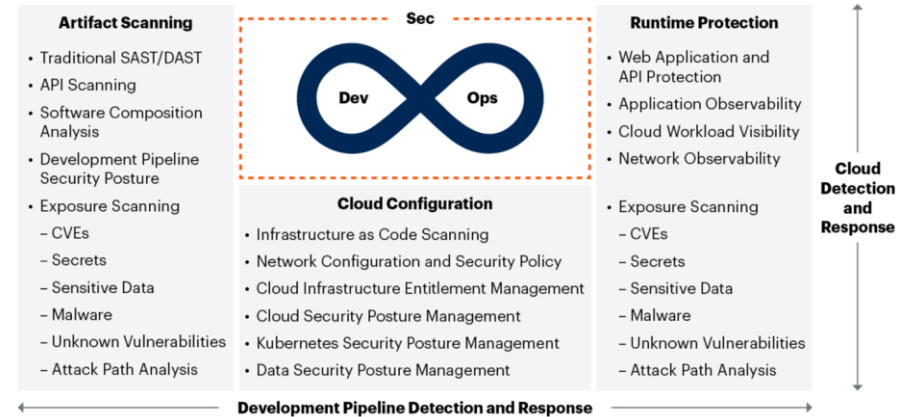 Artifact Scanning
• Traditional SAST/DAST
• API Scanning
• Software Composition
Analysis
• Development Pipeline
Security Posture
• Exposure Scanning
– CVEs
– Secrets
– Sensitive Data
– Malware
– Unknown Vulnerabilities
– Attack Path Analysis
Sec
Dev
Ops
Cloud Configuration
• Infrastructure as Code Scanning
• Network Configuration and Security Policy
• Cloud Infrastructure Entitlement Management
• Cloud Security Posture Management
• Kubernetes Security Posture Management
• Data Security Posture Management
Runtime Protection
• Web Application and
API Protection
• Application Observability
• Cloud Workload Visibility
• Network Observability
• Exposure Scanning
– CVEs
– Secrets
– Sensitive Data
– Malware
– Unknown Vulnerabilities
– Attack Path Analysis
Cloud
Detection
and
Response
Development Pipeline Detection and Response